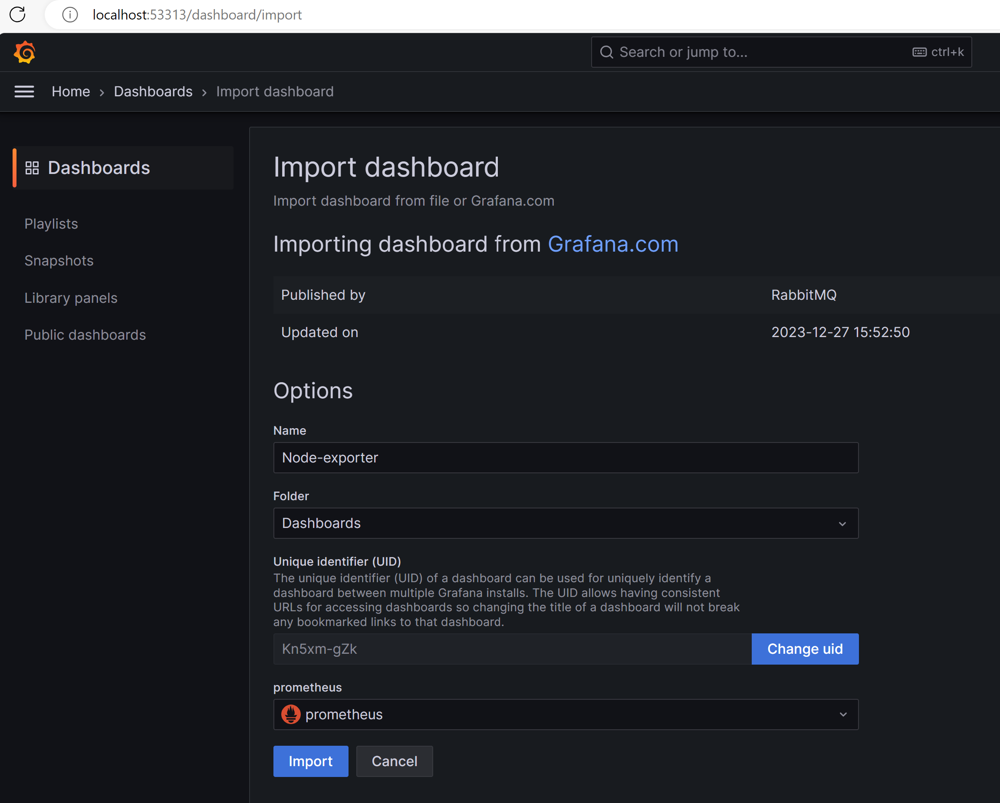 localhost:53313/dashboard/import
Search or jump to...
ctrl+k
Home › Dashboards › Import dashboard
Dashboards
Playlists
Snapshots
Library panels
Public dashboards
Import dashboard
Import dashboard from file or Grafana.com
Importing dashboard from Grafana.com
Published by RabbitMQ
Updated on 2023-12-27 15:52:50
Options
Name
Node-exporter
Folder
Dashboards
Unique identifier (UID)
The unique identifier (UID) of a dashboard can be used for uniquely identify a
dashboard between multiple Grafana installs. The UID allows having consistent
URLs for accessing dashboards so changing the title of a dashboard will not break
any bookmarked links to that dashboard.
Kn5xm-gZk
Change uid
prometheus
prometheus
Import
Cancel